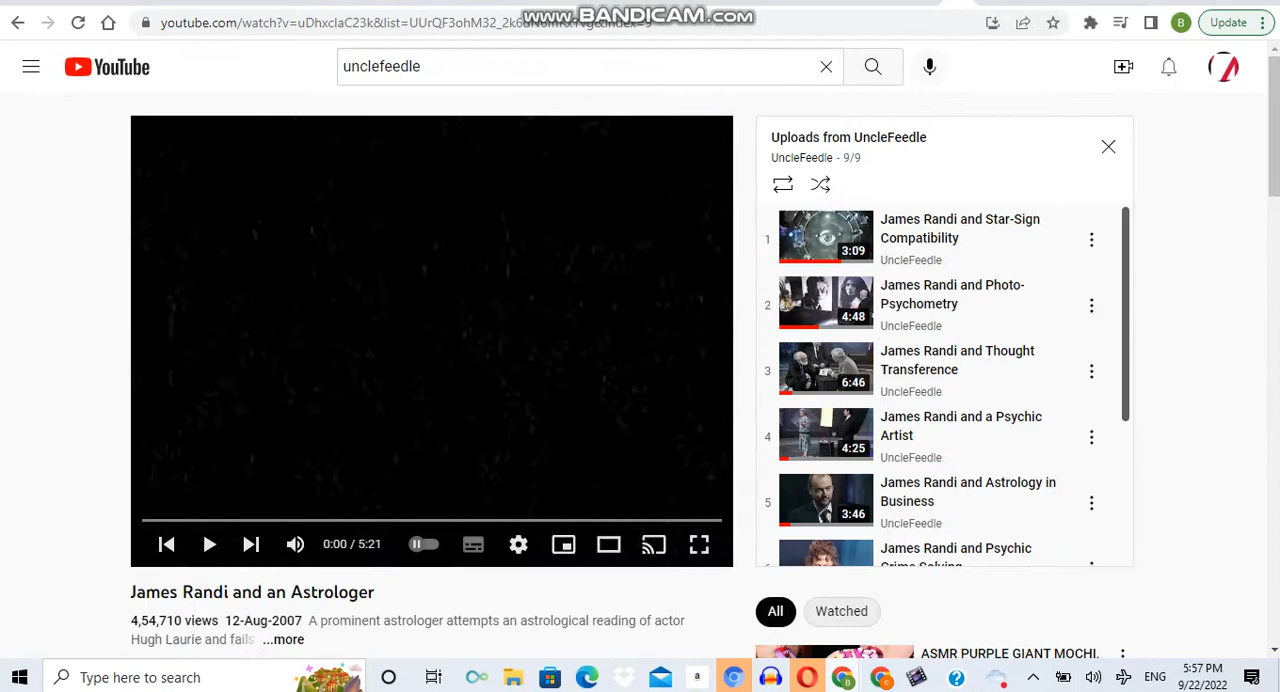 www.BANDICAM.com
youtube.com/watch?v=uDhxcIaC23k&list=UUrQF3ohM32_2k6
Update
YouTube
unclefeedle
B
Uploads from UncleFeedle
UncleFeedle - 9/9
1
James Randi and Star-Sign
Compatibility
3:09
UncleFeedle
2
James Randi and Photo-
Psychometry
4:48
UncleFeedle
3
James Randi and Thought
Transference
6:46
UncleFeedle
4
James Randi and a Psychic
Artist
4:25
UncleFeedle
5
James Randi and Astrology in
Business
3:46
UncleFeedle
James Randi and Psychic
Crime Solving
0:00 / 5:21
James Randi and an Astrologer
4,54,710 views 12-Aug-2007 A prominent astrologer attempts an astrological reading of actor
Hugh Laurie and fails ...more
All
Watched
ASMR PURPLE GIANT MOCHI,
Type here to search
a
ENG
5:57 PM
9/22/2022